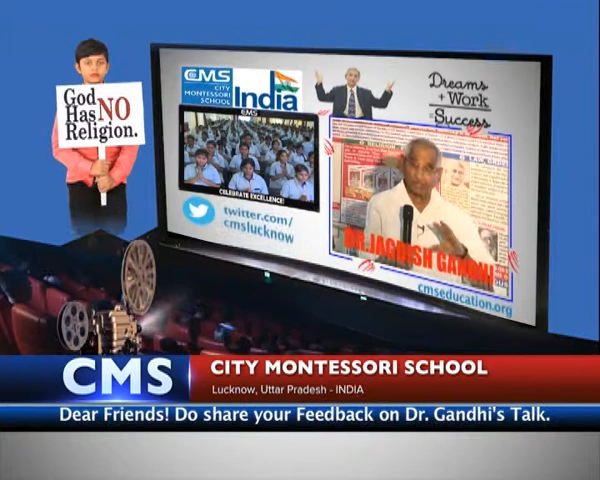 God
Has NO
Religion.
CMS
CITY
MONTESSORI
SCHOOL
India
Dreams
+ Work
= Success
CMS
CELEBRATE EXCELLENCE!
twitter.com/
cmslucknow
RELIGION
DR.JAGDISH GANDHI
cmseducation.org
CMS
CITY MONTESSORI SCHOOL
Lucknow, Uttar Pradesh - INDIA
Dear Friends! Do share your Feedback on Dr. Gandhi's Talk.